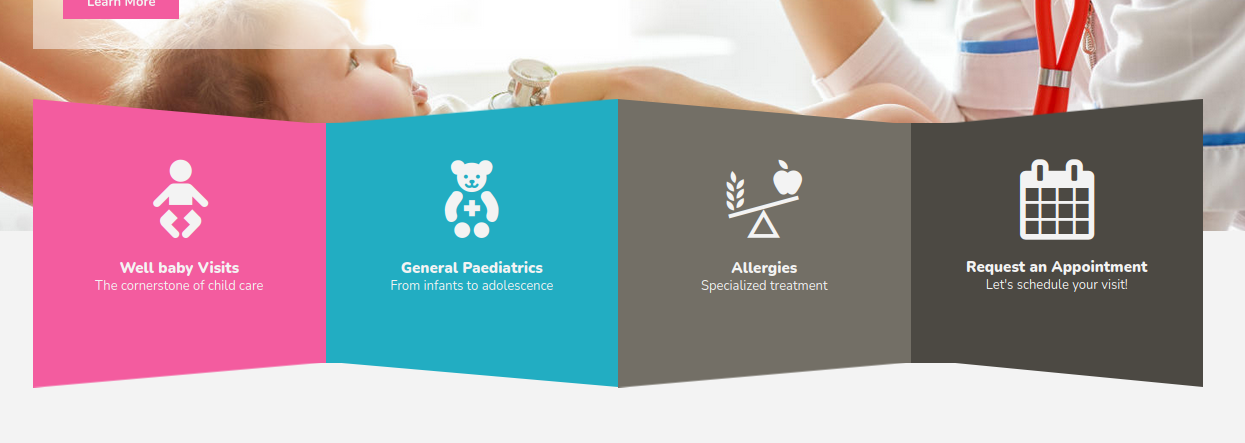 Learn More
Well baby Visits
The cornerstone of child care
General Paediatrics
From infants to adolescence
Allergies
Specialized treatment
Request an Appointment
Let's schedule your visit!